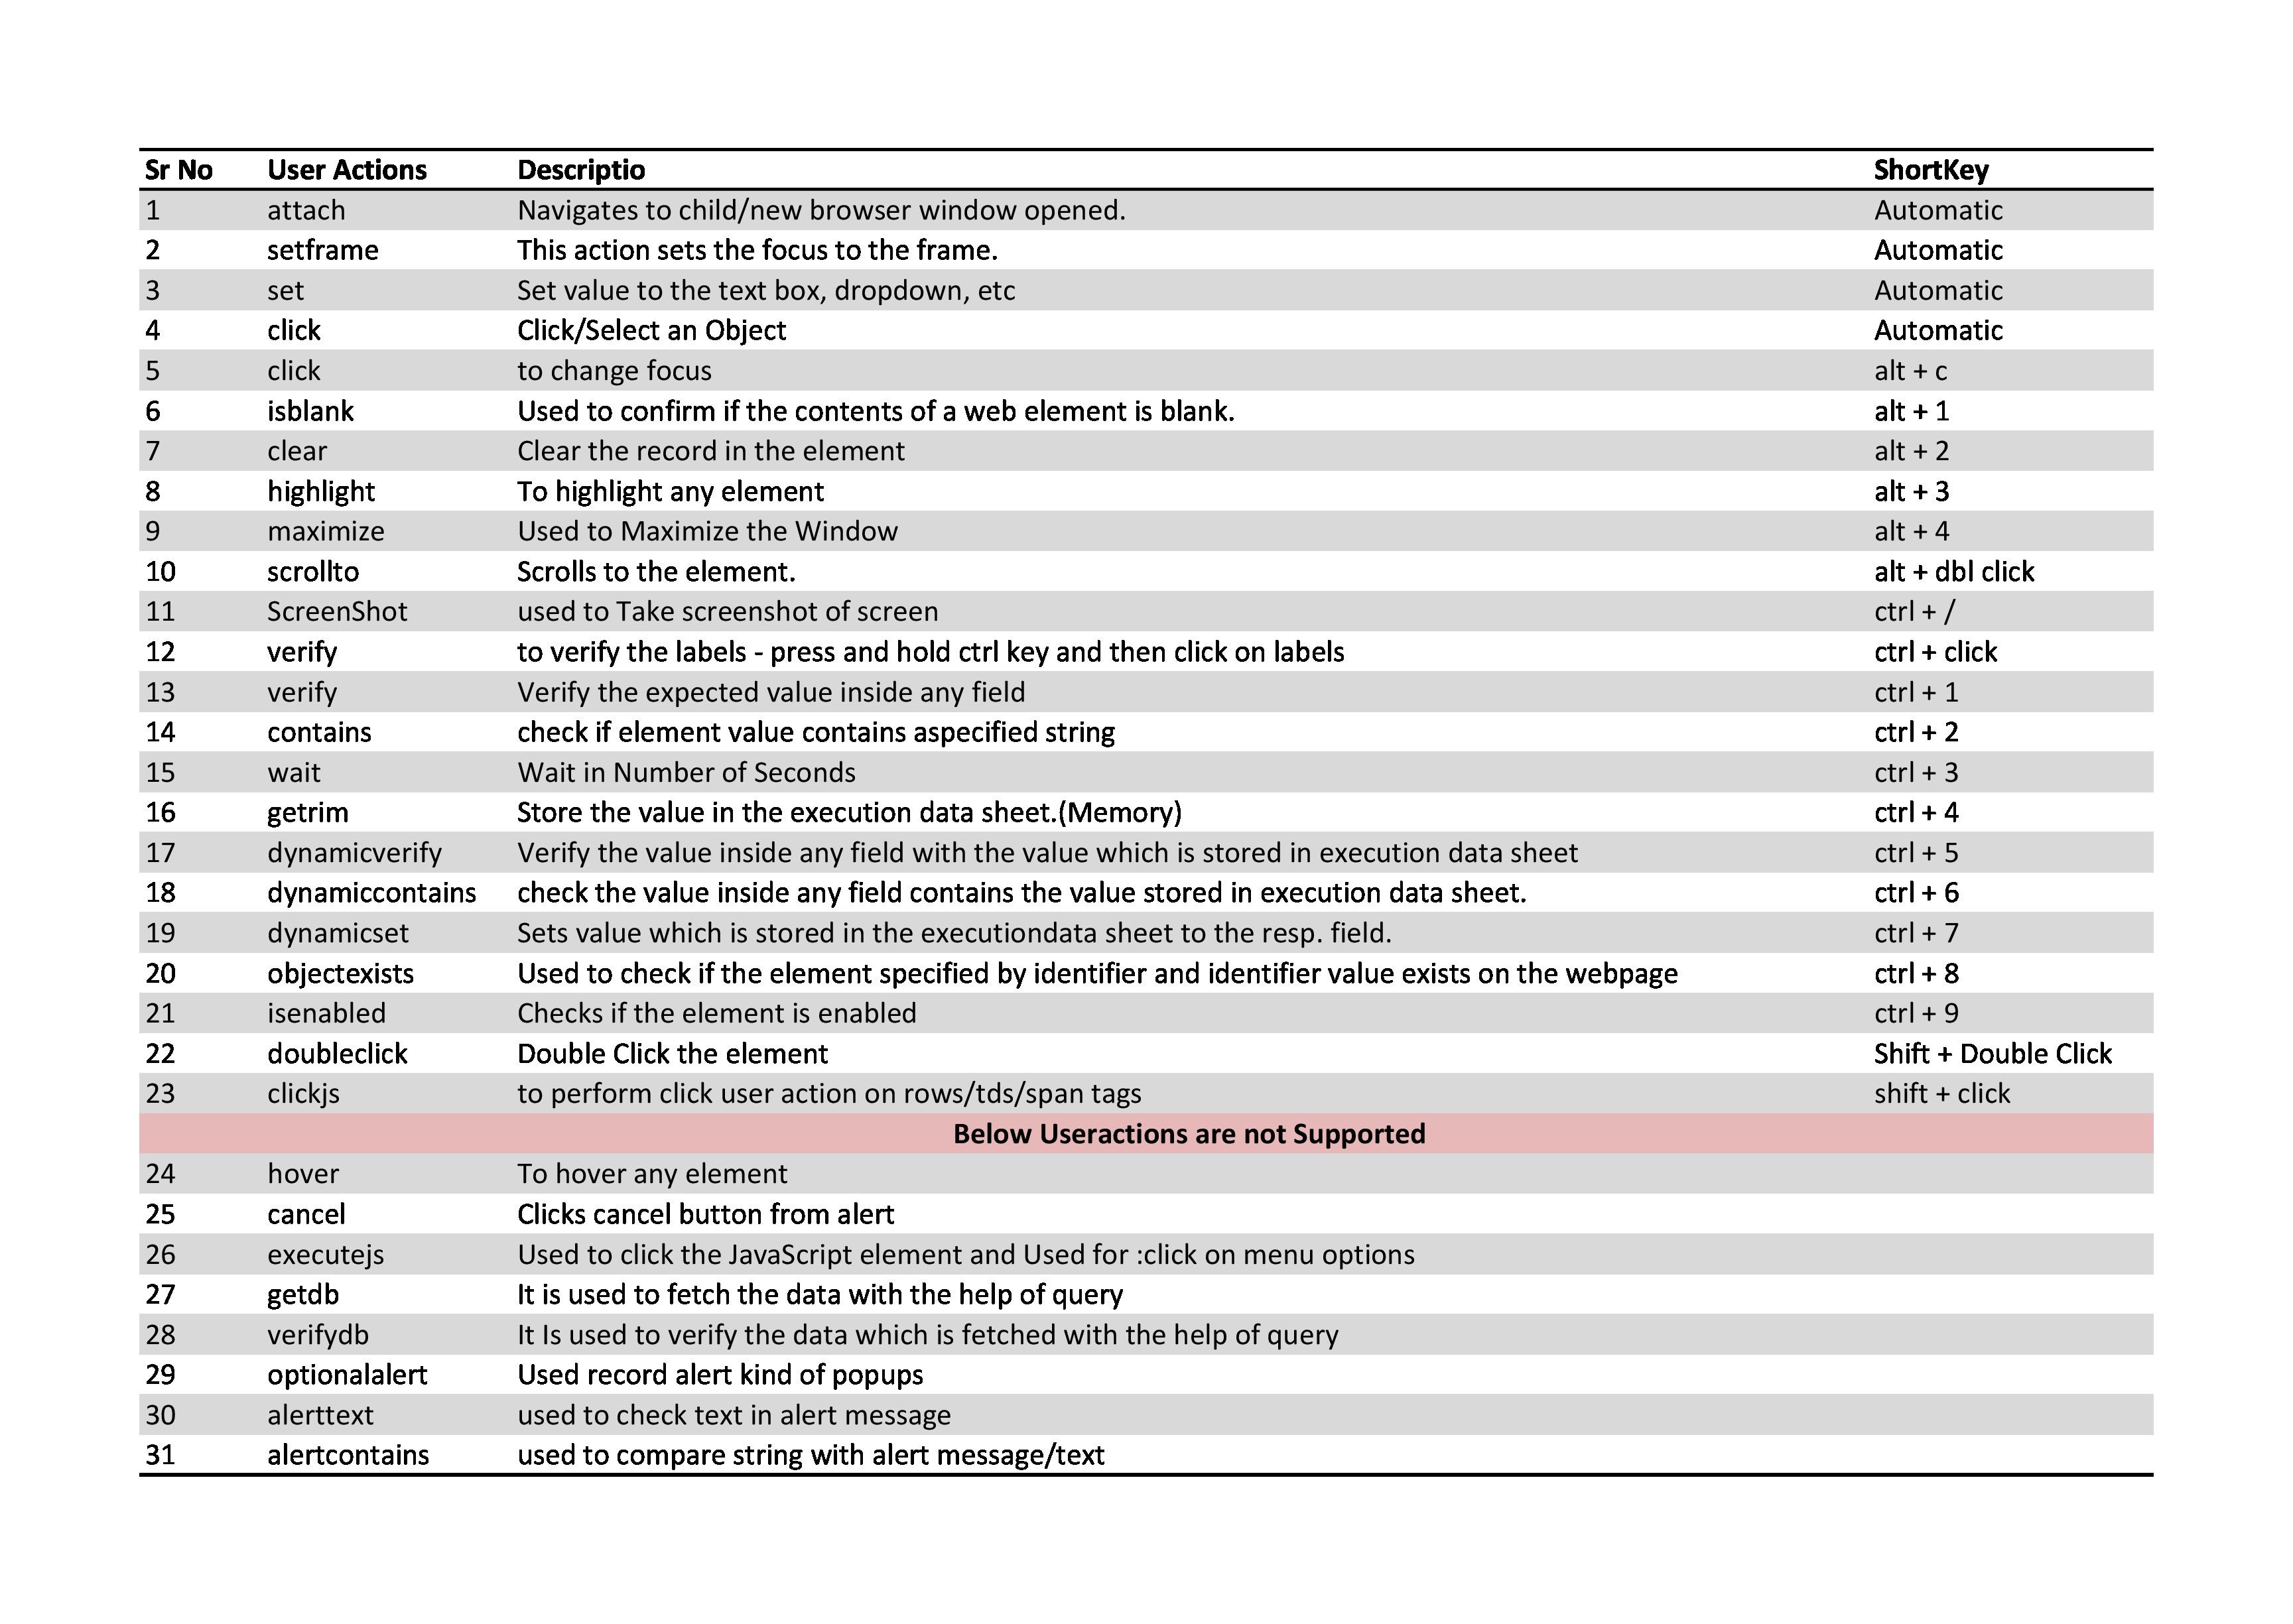 Sr No User Actions Descriptio ShortKey
1 attach Navigates to child/new browser window opened. Automatic
2 setframe This action sets the focus to the frame. Automatic
3 set Set value to the text box, dropdown, etc Automatic
4 click Click/Select an Object Automatic
5 click to change focus alt + c
6 isblank Used to confirm if the contents of a web element is blank. alt + 1
7 clear Clear the record in the element alt + 2
8 highlight To highlight any element alt + 3
9 maximize Used to Maximize the Window alt + 4
10 scrollto Scrolls to the element. alt + dbl click
11 ScreenShot used to Take screenshot of screen ctrl + /
12 verify to verify the labels - press and hold ctrl key and then click on labels ctrl + click
13 verify Verify the expected value inside any field ctrl + 1
14 contains check if element value contains aspecified string ctrl + 2
15 wait Wait in Number of Seconds ctrl + 3
16 getrim Store the value in the execution data sheet.(Memory) ctrl + 4
17 dynamicverify Verify the value inside any field with the value which is stored in execution data sheet ctrl + 5
18 dynamiccontains check the value inside any field contains the value stored in execution data sheet. ctrl + 6
19 dynamicset Sets value which is stored in the executiondata sheet to the resp. field. ctrl + 7
20 objectexists Used to check if the element specified by identifier and identifier value exists on the webpage ctrl + 8
21 isenabled Checks if the element is enabled ctrl + 9
22 doubleclick Double Click the element Shift + Double Click
23 clickjs to perform click user action on rows/tds/span tags shift + click
Below Useractions are not Supported
24 hover To hover any element
25 cancel Clicks cancel button from alert
26 executejs Used to click the JavaScript element and Used for :click on menu options
27 getdb It is used to fetch the data with the help of query
28 verifydb It Is used to verify the data which is fetched with the help of query
29 optionalalert Used record alert kind of popups
30 alerttext used to check text in alert message
31 alertcontains used to compare string with alert message/text